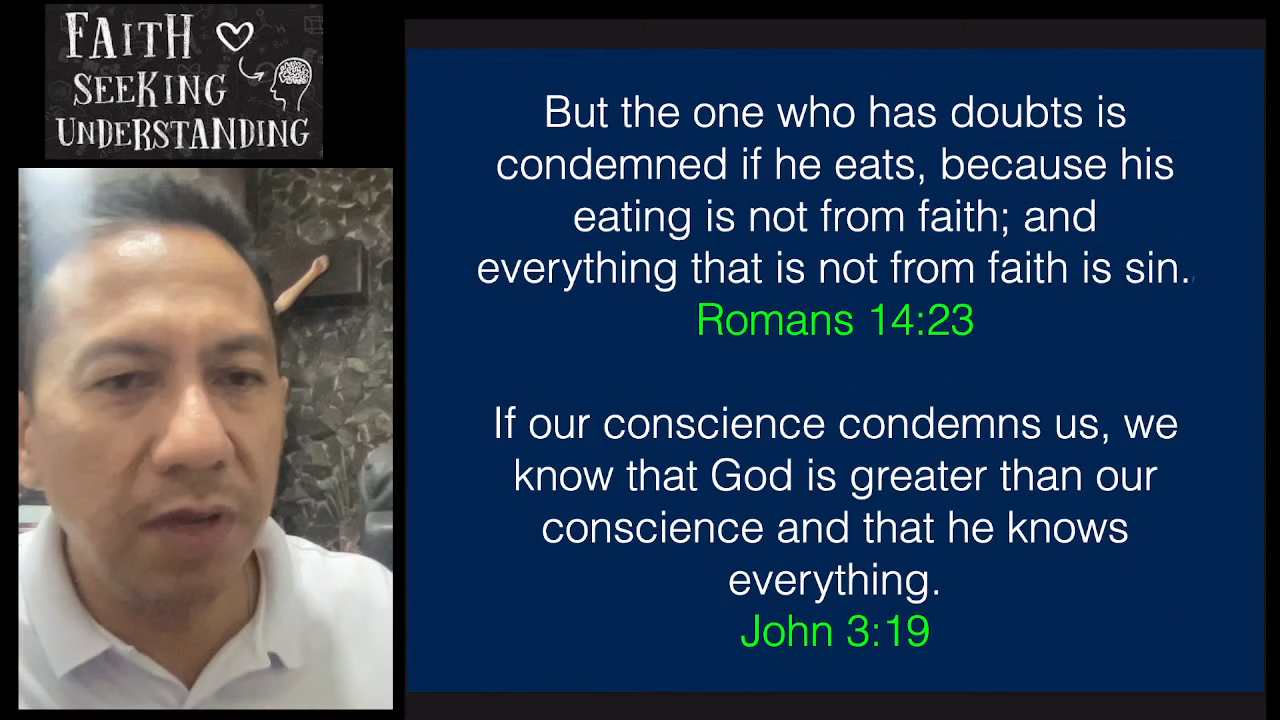 FAITH
SEEKING
UNDERSTANDING
But the one who has doubts is
condemned if he eats, because his
eating is not from faith; and
everything that is not from faith is sin.
Romans 14:23
If our conscience condemns us, we
know that God is greater than our
conscience and that he knows
everything.
John 3:19